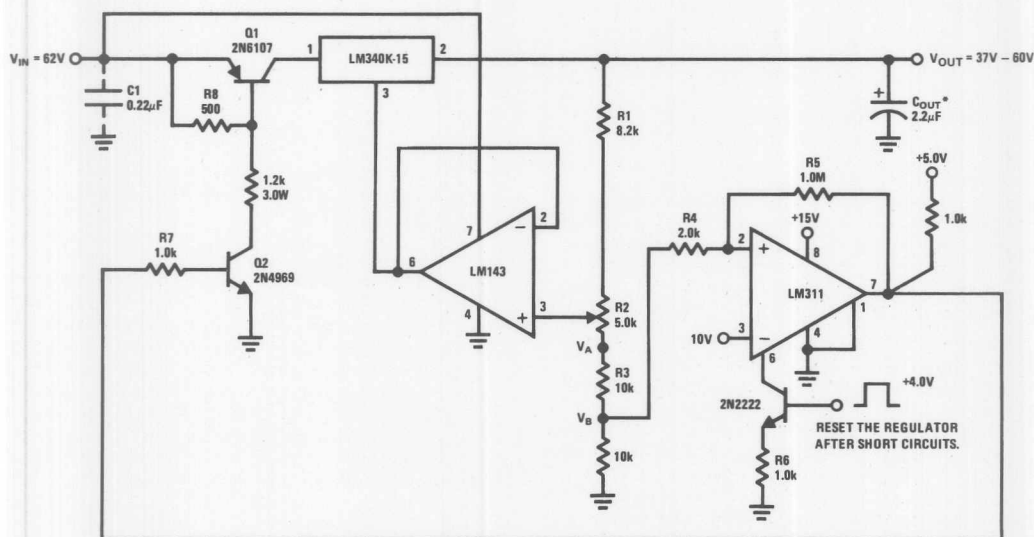 Q1
2N6107
V_IN = 62V
1
LM340K-15
2
3
V_OUT = 37V – 60V
C1
0.22μF
R8
500
R1
8.2k
+
C_OUT*
2.2μF
+5.0V
1.0k
1.2k
3.0W
R5
1.0M
R7
1.0k
Q2
2N4969
7
2
–
6
LM143
4
+
3
R2
5.0k
R4
2.0k
+15V
2
+
8
LM311
7
1
10V
3
–
4
6
V_A
R3
10k
V_B
10k
2N2222
+4.0V
RESET THE REGULATOR
AFTER SHORT CIRCUITS.
R6
1.0k